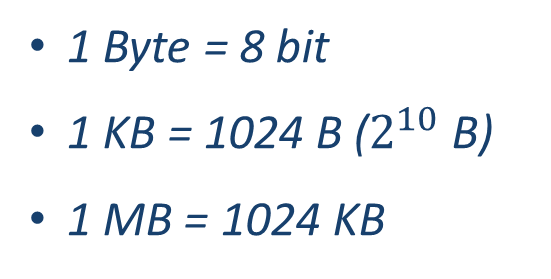 • 1 Byte = 8 bit
• 1 KB = 1024 B (2¹⁰ B)
• 1 MB = 1024 KB